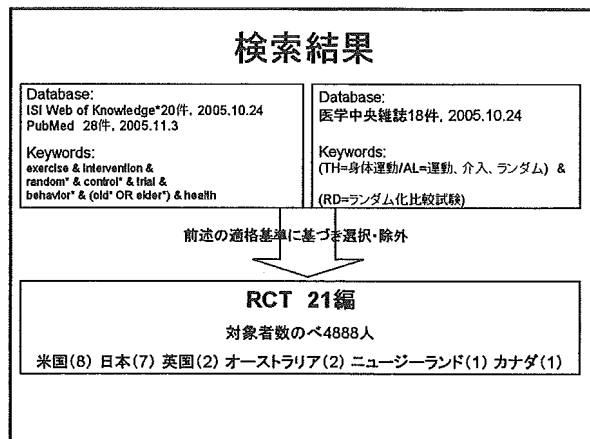 検索結果
Database:
ISI Web of Knowledge*20件, 2005.10.24
PubMed 28件, 2005.11.3
Keywords:
exercise & intervention &
random* & control* & trial &
behavior* & (old* OR elder*) & health
Database:
医学中央雑誌18件, 2005.10.24
Keywords:
(TH=身体運動/AL=運動、介入、ランダム) &
(RD=ランダム化比較試験)
前述の適格基準に基づき選択・除外
RCT 21編
対象者数のべ4888人
米国(8) 日本(7) 英国(2) オーストラリア(2) ニュージーランド(1) カナダ(1)